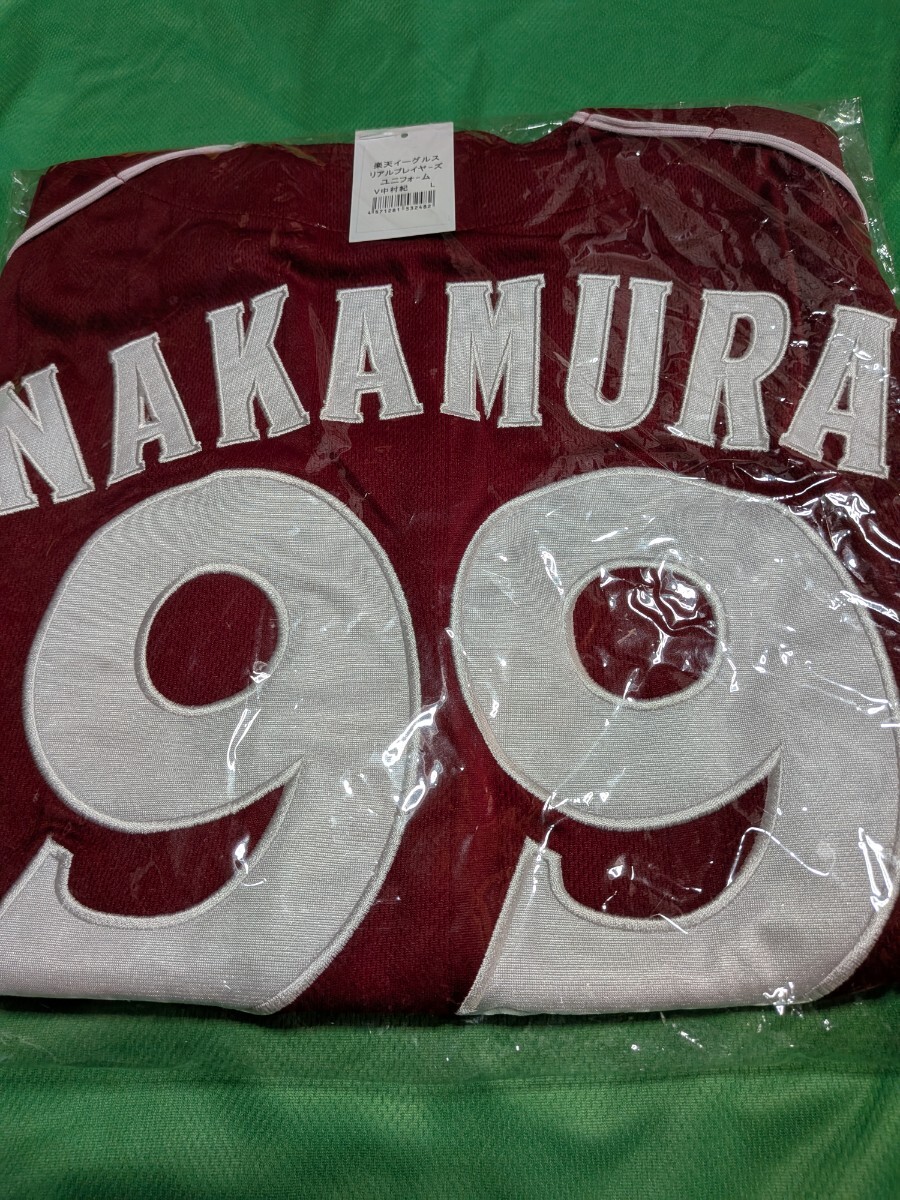 楽天イーグルス
リアルプレイヤーズ
ユニフォーム
V中村紀 L
4571261532482
NAKAMURA
99